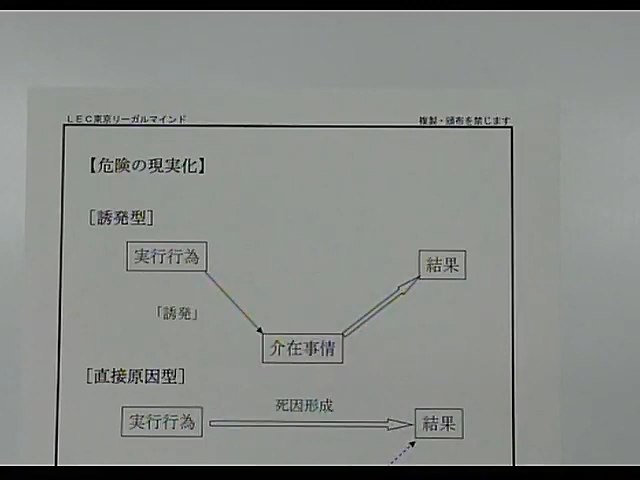 LEC東京リーガルマインド 複製・頒布を禁じます
【危険の現実化】
[誘発型]
実行行為 結果
「誘発」
介在事情
[直接原因型]
死因形成
実行行為 結果